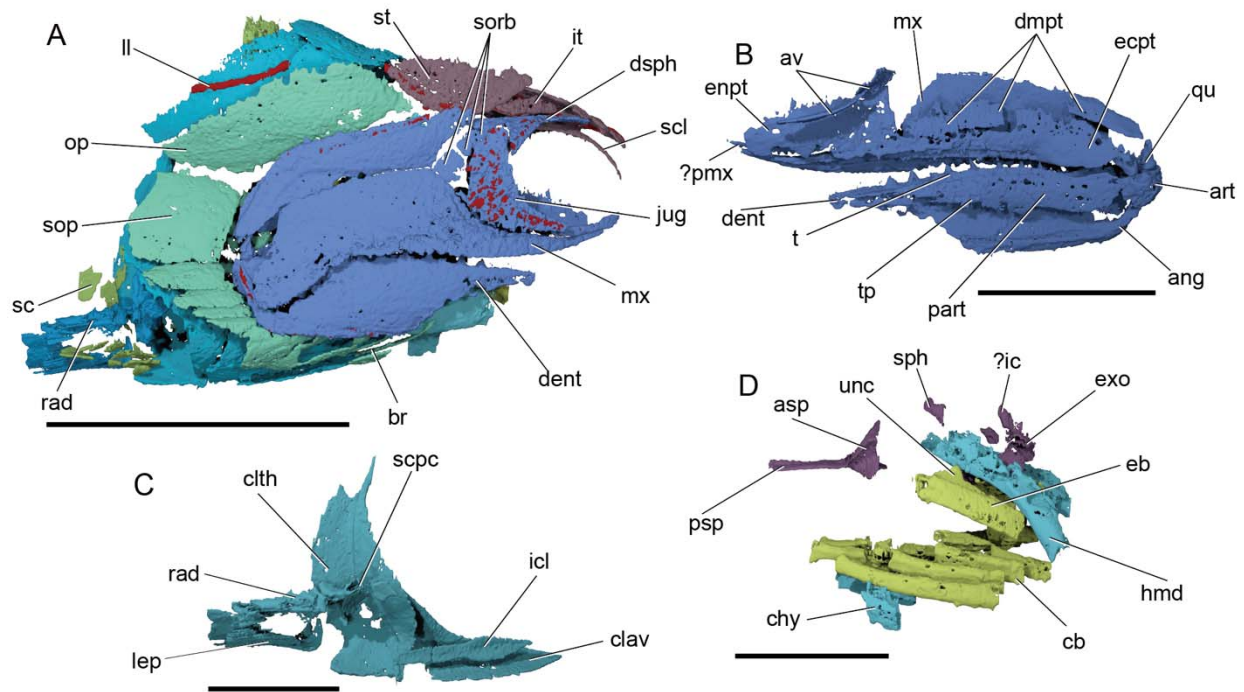 A
ll
st
sorb
it
dsph
scl
op
sop
sc
rad
br
dent
mx
jug
B
av
mx
dmpt
ecpt
enpt
qu
?pmx
dent
t
tp
part
ang
art
C
clth
scpc
rad
icl
lep
clav
D
unc
sph
?ic
exo
asp
eb
psp
chy
cb
hmd